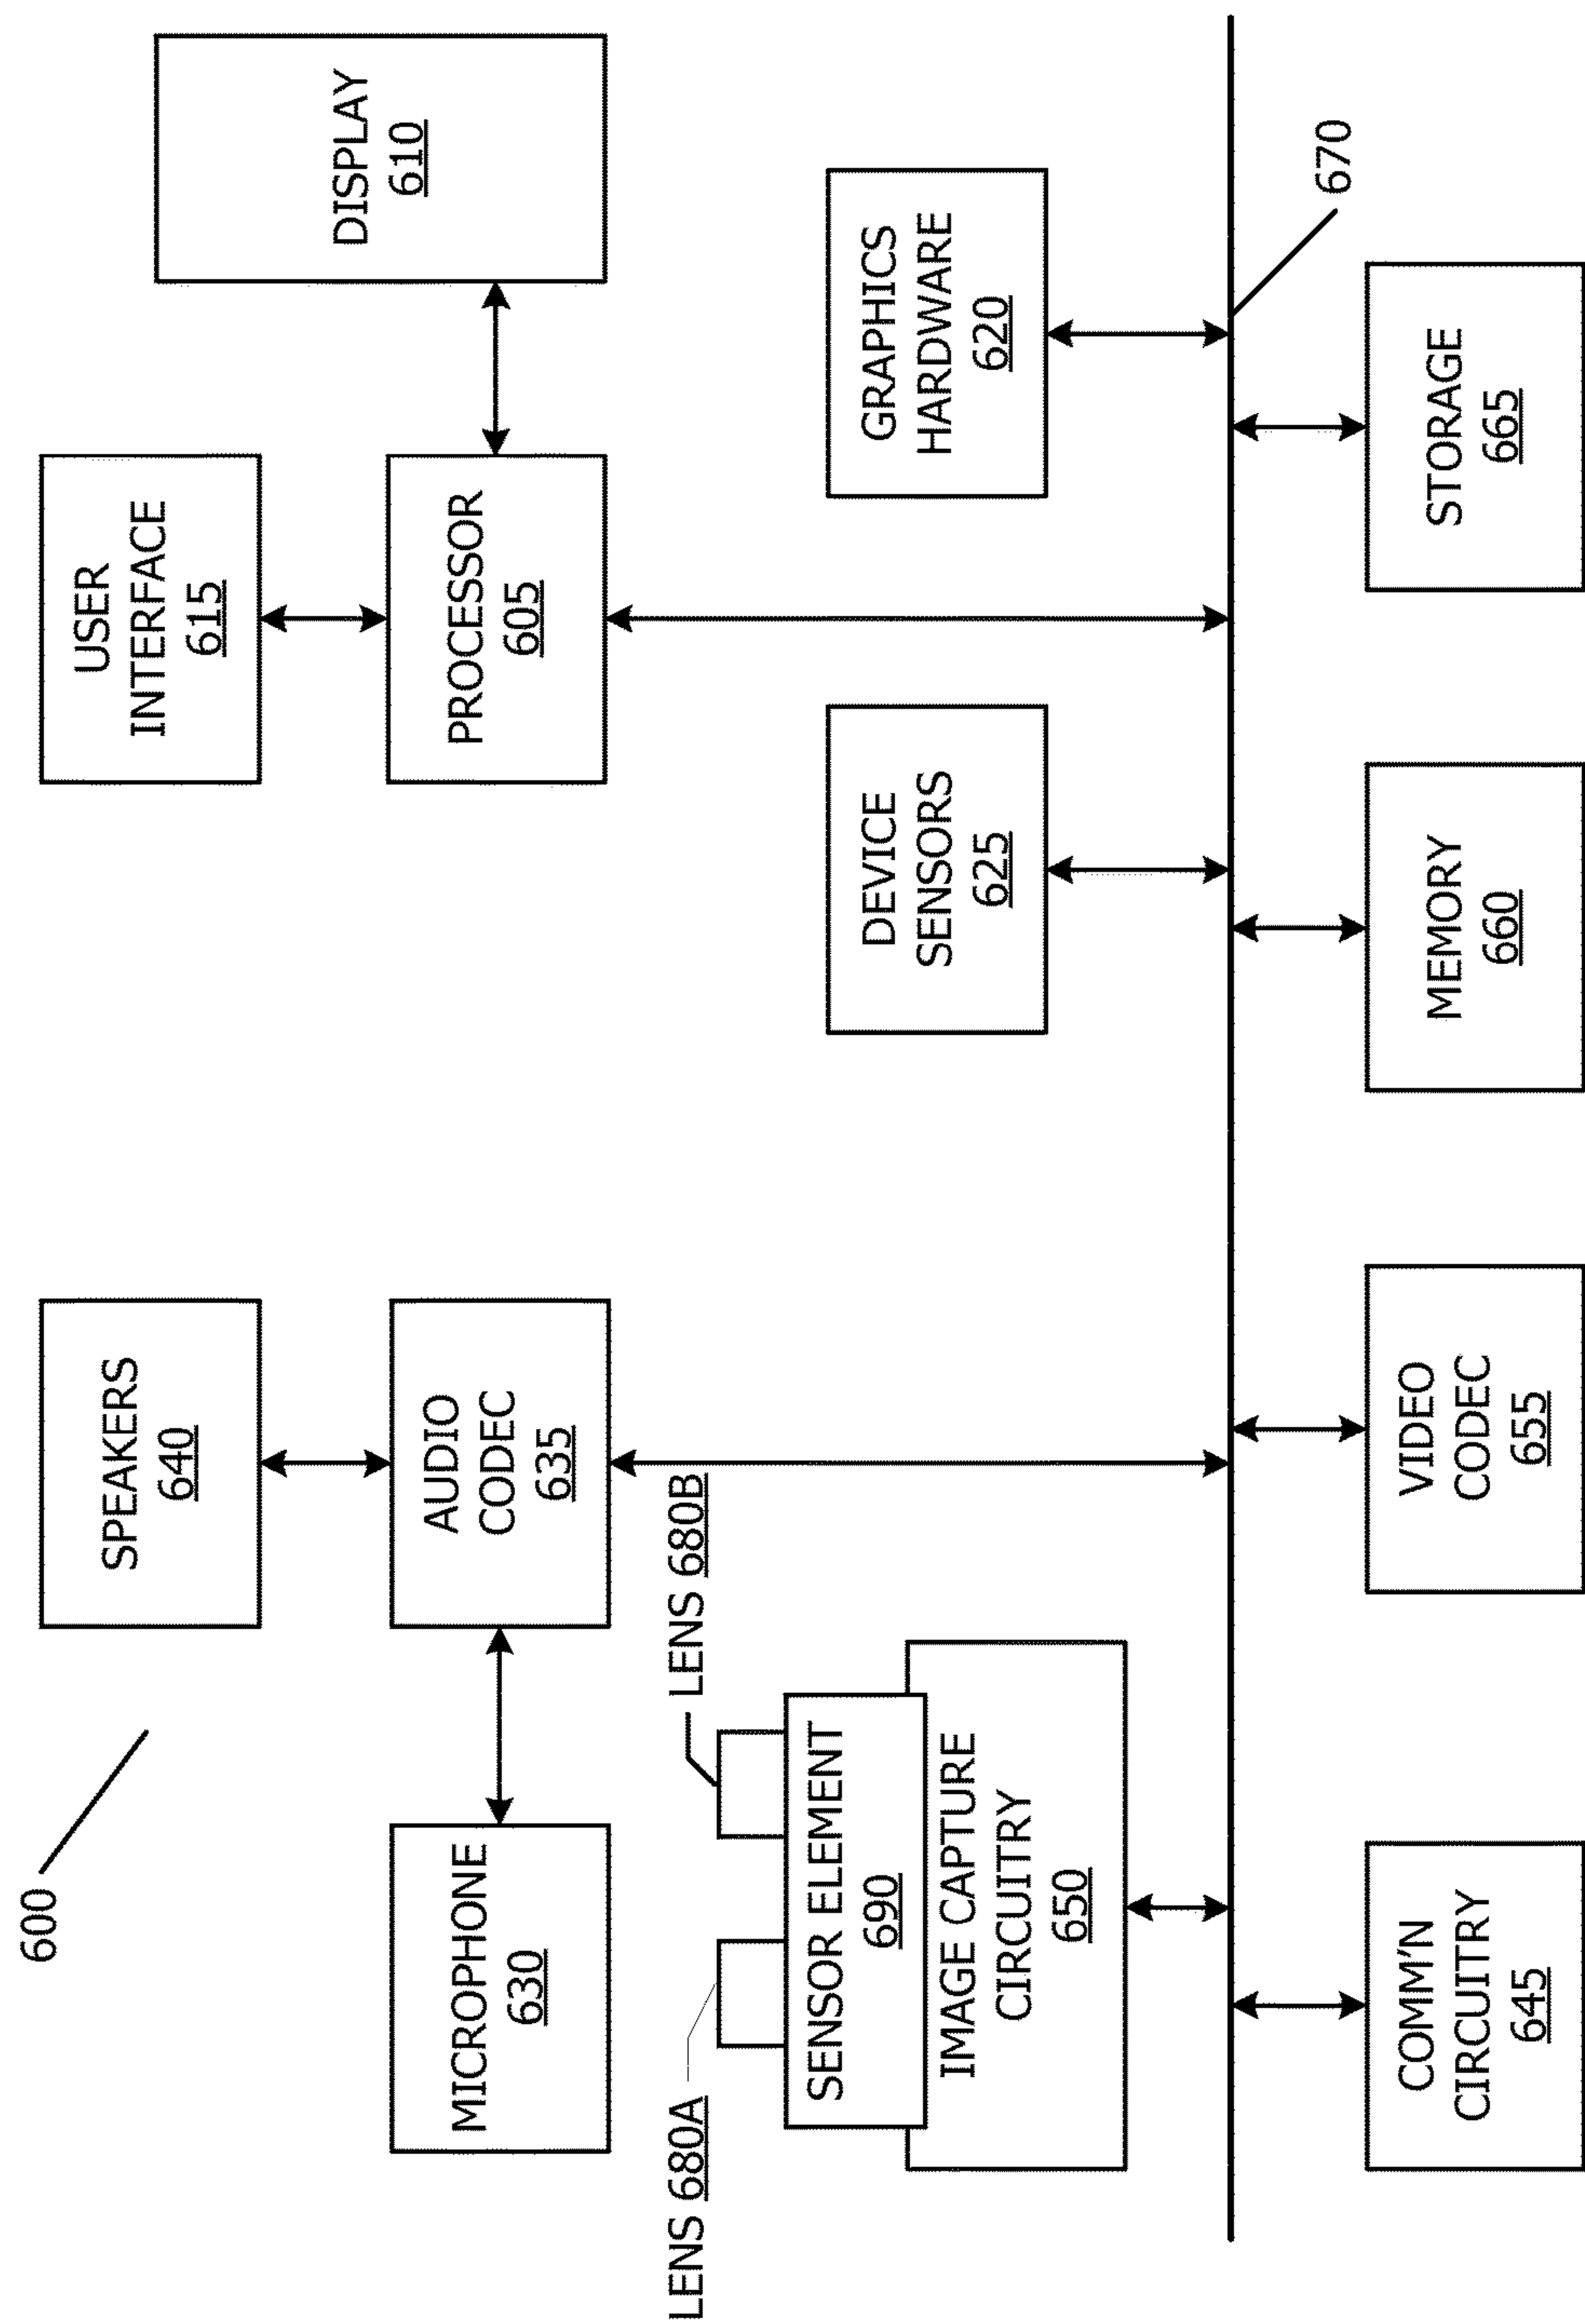 600
SPEAKERS
640
USER
INTERFACE
615
DISPLAY
610
MICROPHONE
630
AUDIO
CODEC
635
PROCESSOR
605
LENS 680A
LENS 680B
SENSOR ELEMENT
690
IMAGE CAPTURE
CIRCUITRY
650
DEVICE
SENSORS
625
GRAPHICS
HARDWARE
620
670
COMM'N
CIRCUITRY
645
VIDEO
CODEC
655
MEMORY
660
STORAGE
665